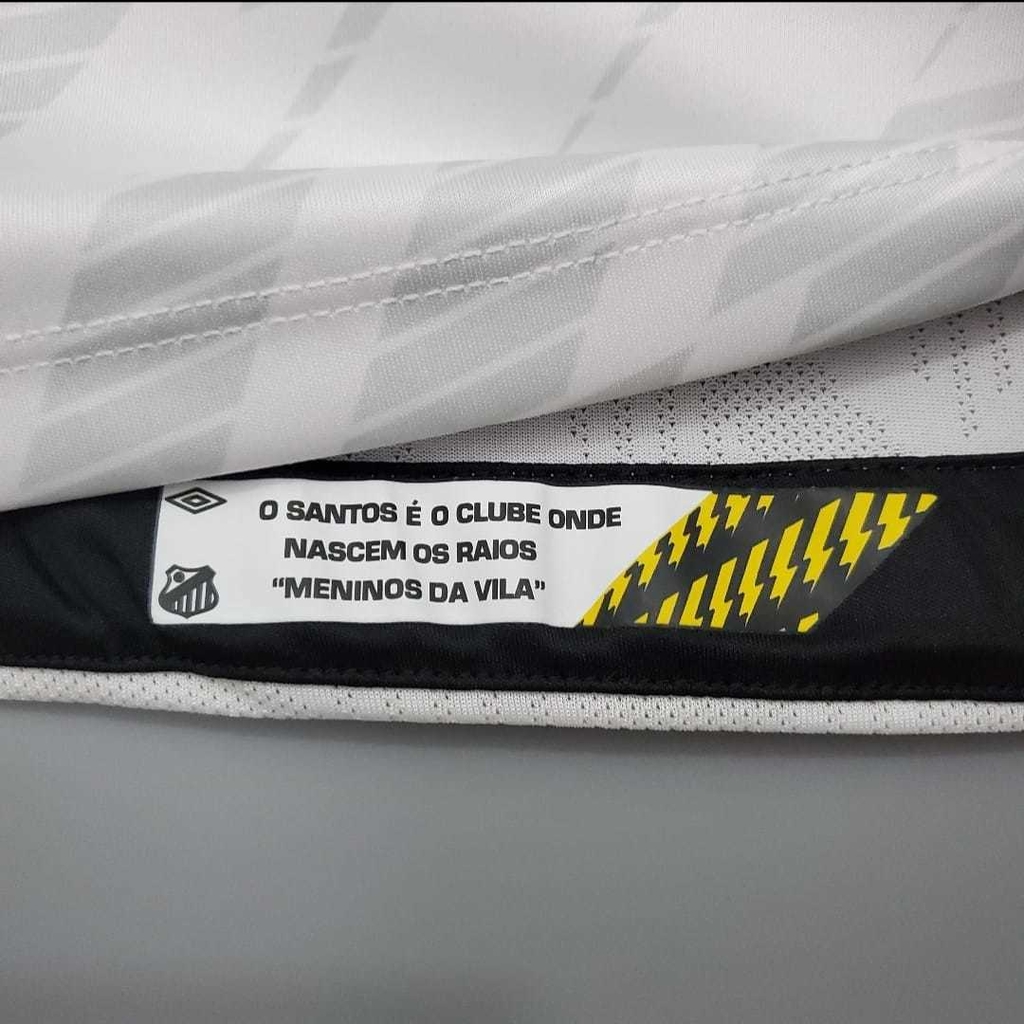 O SANTOS É O CLUBE ONDE
NASCEM OS RAIOS
“MENINOS DA VILA”